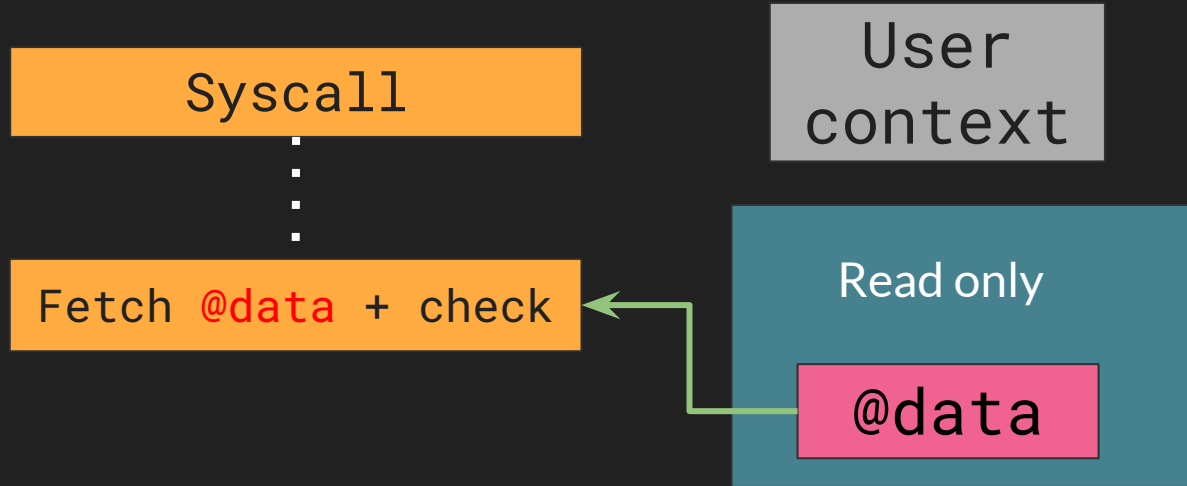 Syscall
User
context
Fetch @data + check
Read only
@data